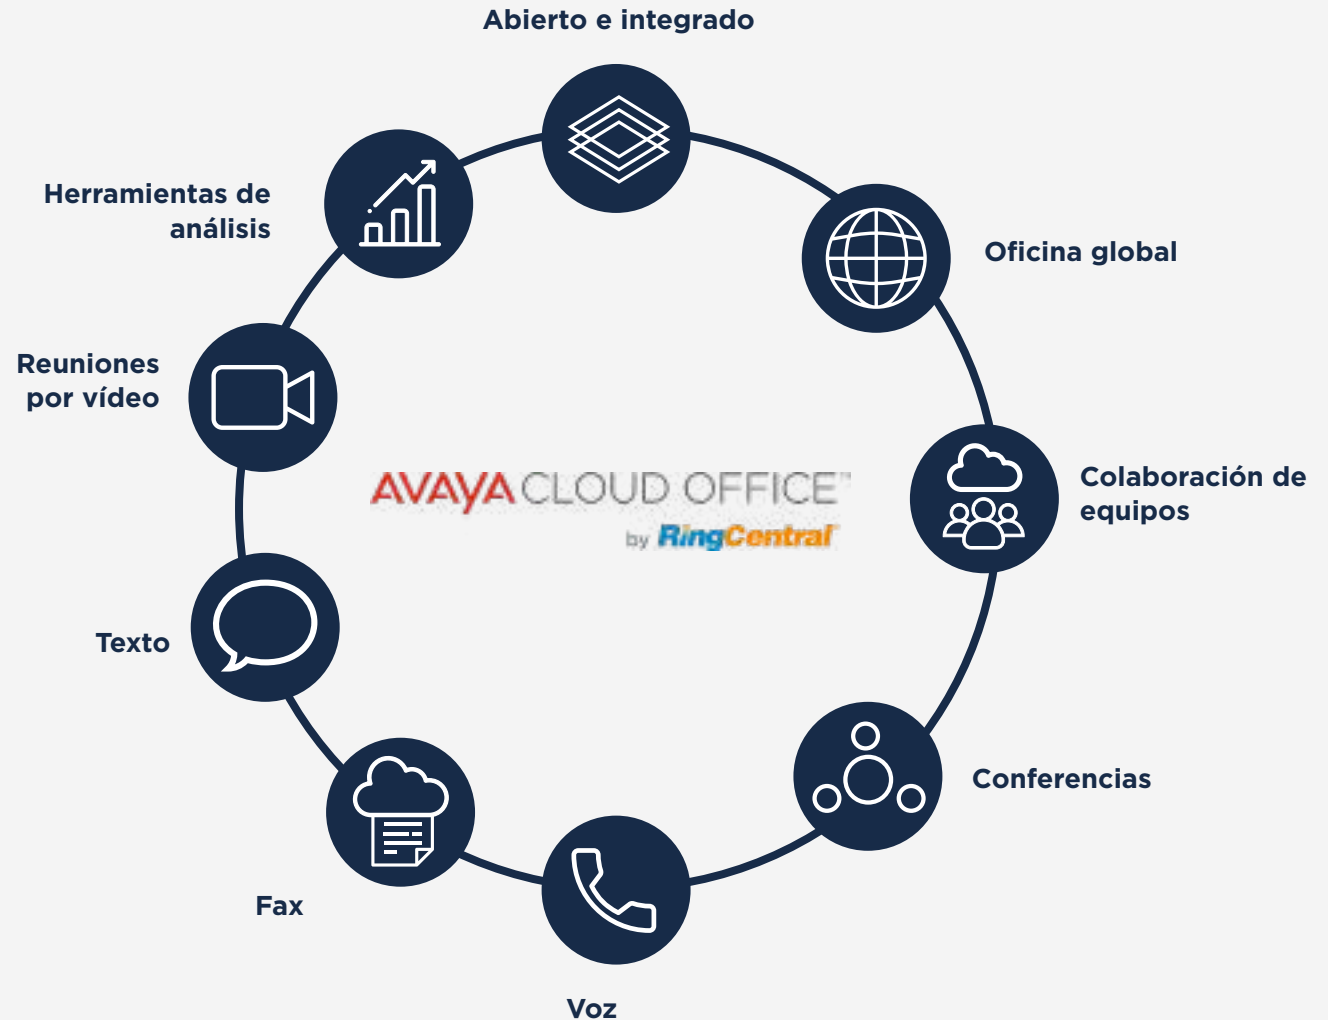 Abierto e integrado
Herramientas de
análisis
Oficina global
Reuniones
por vídeo
Colaboración de
equipos
AVAYA CLOUD OFFICE™
by RingCentral®
Texto
Conferencias
Fax
Voz